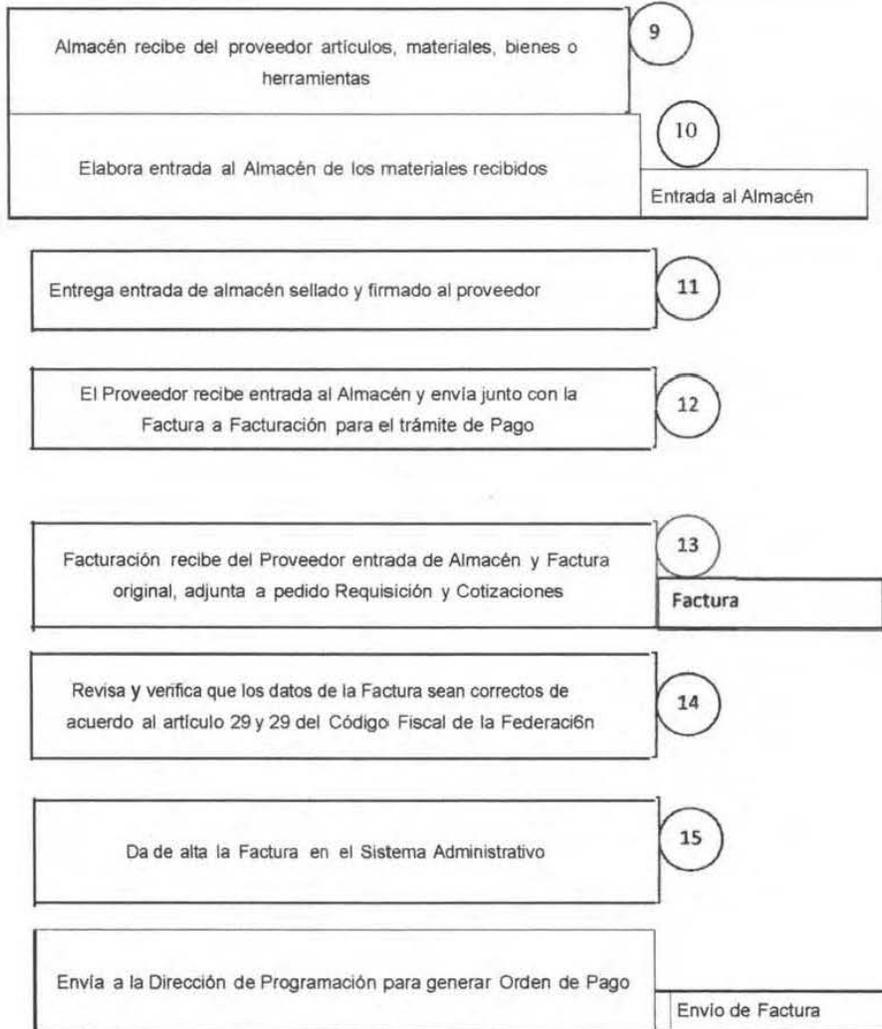 Almacén recibe del proveedor artículos, materiales, bienes o
herramientas
9
Elabora entrada al Almacén de los materiales recibidos
10
Entrada al Almacén
Entrega entrada de almacén sellado y firmado al proveedor
11
El Proveedor recibe entrada al Almacén y envía junto con la
Factura a Facturación para el trámite de Pago
12
Facturación recibe del Proveedor entrada de Almacén y Factura
original, adjunta a pedido Requisición y Cotizaciones
13
Factura
Revisa y verifica que los datos de la Factura sean correctos de
acuerdo al artículo 29 y 29 del Código Fiscal de la Federaci6n
14
Da de alta la Factura en el Sistema Administrativo
15
Envía a la Dirección de Programación para generar Orden de Pago
Envío de Factura